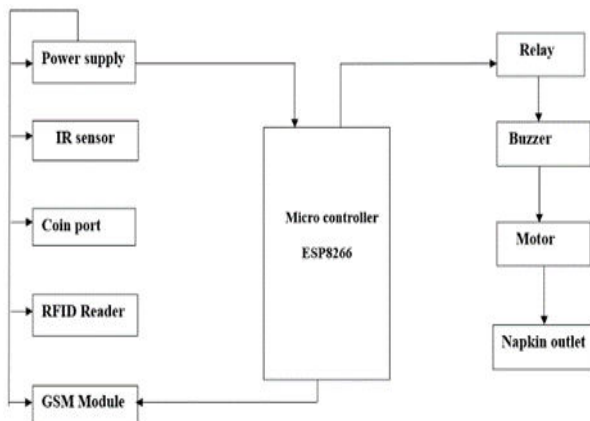 Power supply
IR sensor
Coin port
RFID Reader
GSM Module
Micro controller
ESP8266
Relay
Buzzer
Motor
Napkin outlet